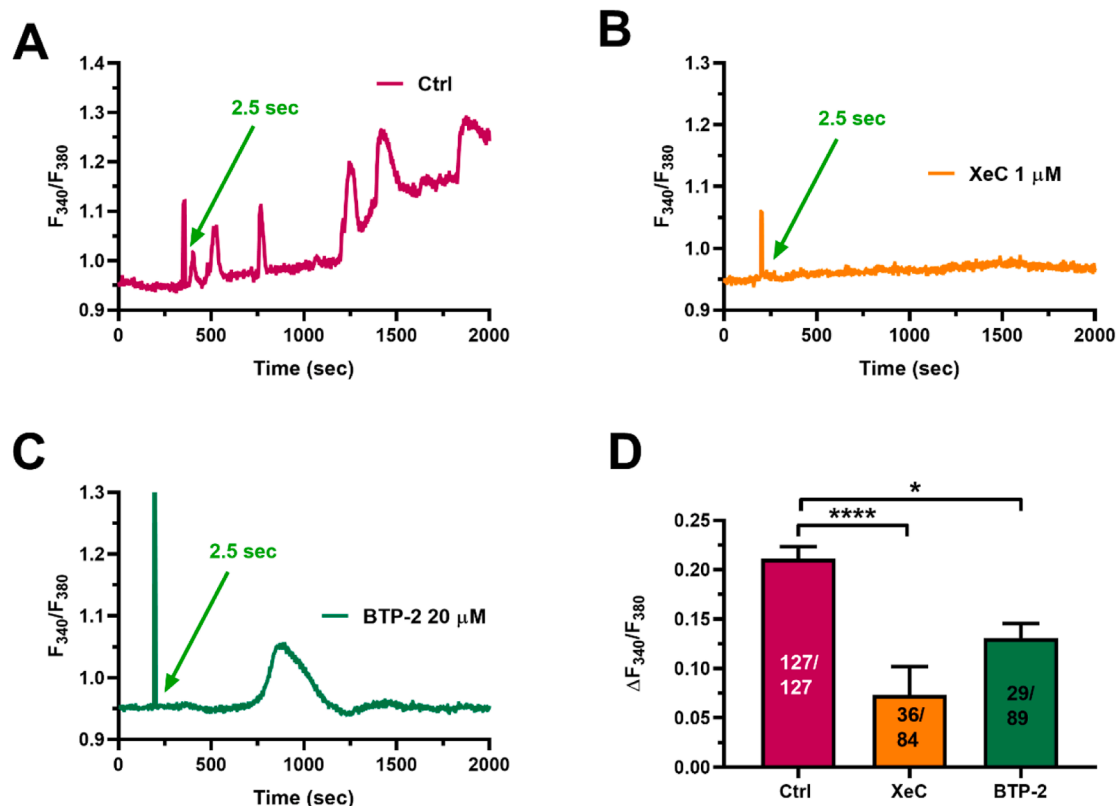 A
F340/F380
1.4
1.3
1.2
1.1
1.0
0.9
2.5 sec
Ctrl
0
500
1000
1500
2000
Time (sec)
B
F340/F380
1.3
1.2
1.1
1.0
0.9
2.5 sec
XeC 1 μM
0
500
1000
1500
2000
Time (sec)
C
F340/F380
1.3
1.2
1.1
1.0
0.9
2.5 sec
BTP-2 20 μM
0
500
1000
1500
2000
Time (sec)
D
ΔF340/F380
0.25
0.20
0.15
0.10
0.05
0.00
*
****
127/
127
36/
84
29/
89
Ctrl
XeC
BTP-2